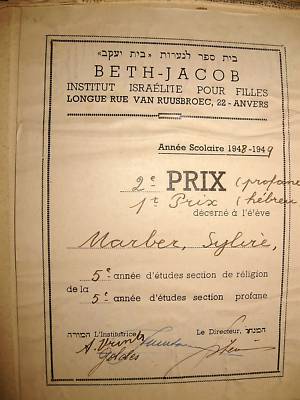 בית ספר לנערות «בית יעקב»
BETH-JACOB
INSTITUT ISRAÉLITE POUR FILLES
LONGUE RUE VAN RUUSBROEC, 22 - ANVERS
Année Scolaire 1948-1949
2e PRIX (profane
1r Prix (hébreu
décerné à l'élève
Marber, Sylvie,
5e année d'études section de religion
de la
5e année d'études section profane
המורה L'Institutrice Le Directeur, המנהל